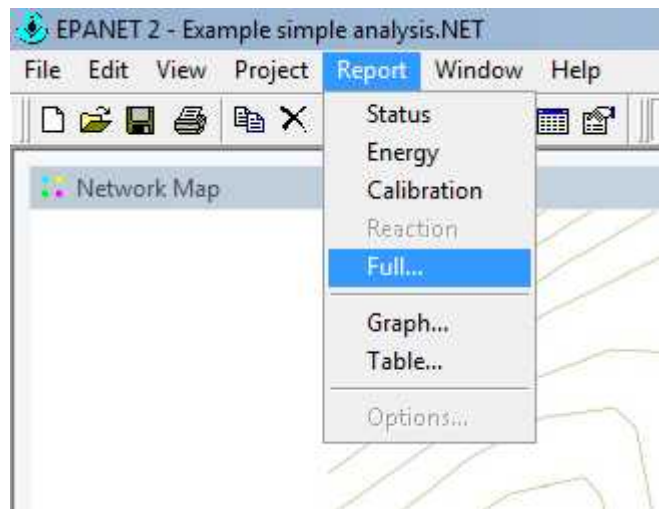 EPANET 2 - Example simple analysis.NET
File Edit View Project Report Window Help
Status
Energy
Network Map
Calibration
Reaction
Full...
Graph...
Table...
Options...